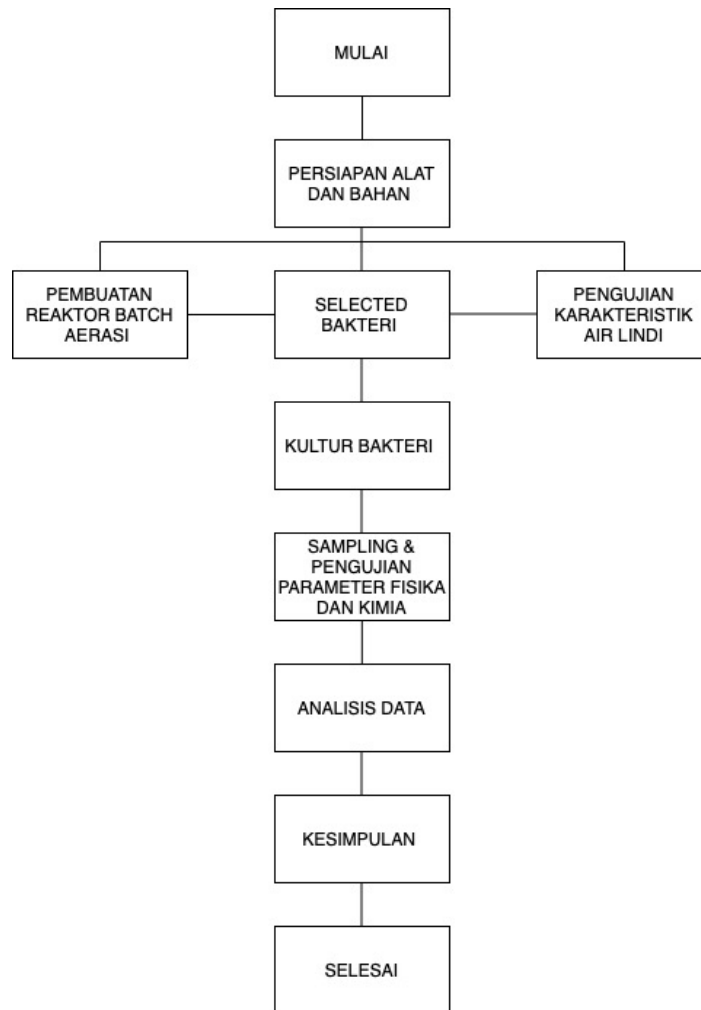 MULAI
PERSIAPAN ALAT
DAN BAHAN
PEMBUATAN
REAKTOR BATCH
AERASI
SELECTED
BAKTERI
PENGUJIAN
KARAKTERISTIK
AIR LINDI
KULTUR BAKTERI
SAMPLING &
PENGUJIAN
PARAMETER FISIKA
DAN KIMIA
ANALISIS DATA
KESIMPULAN
SELESAI